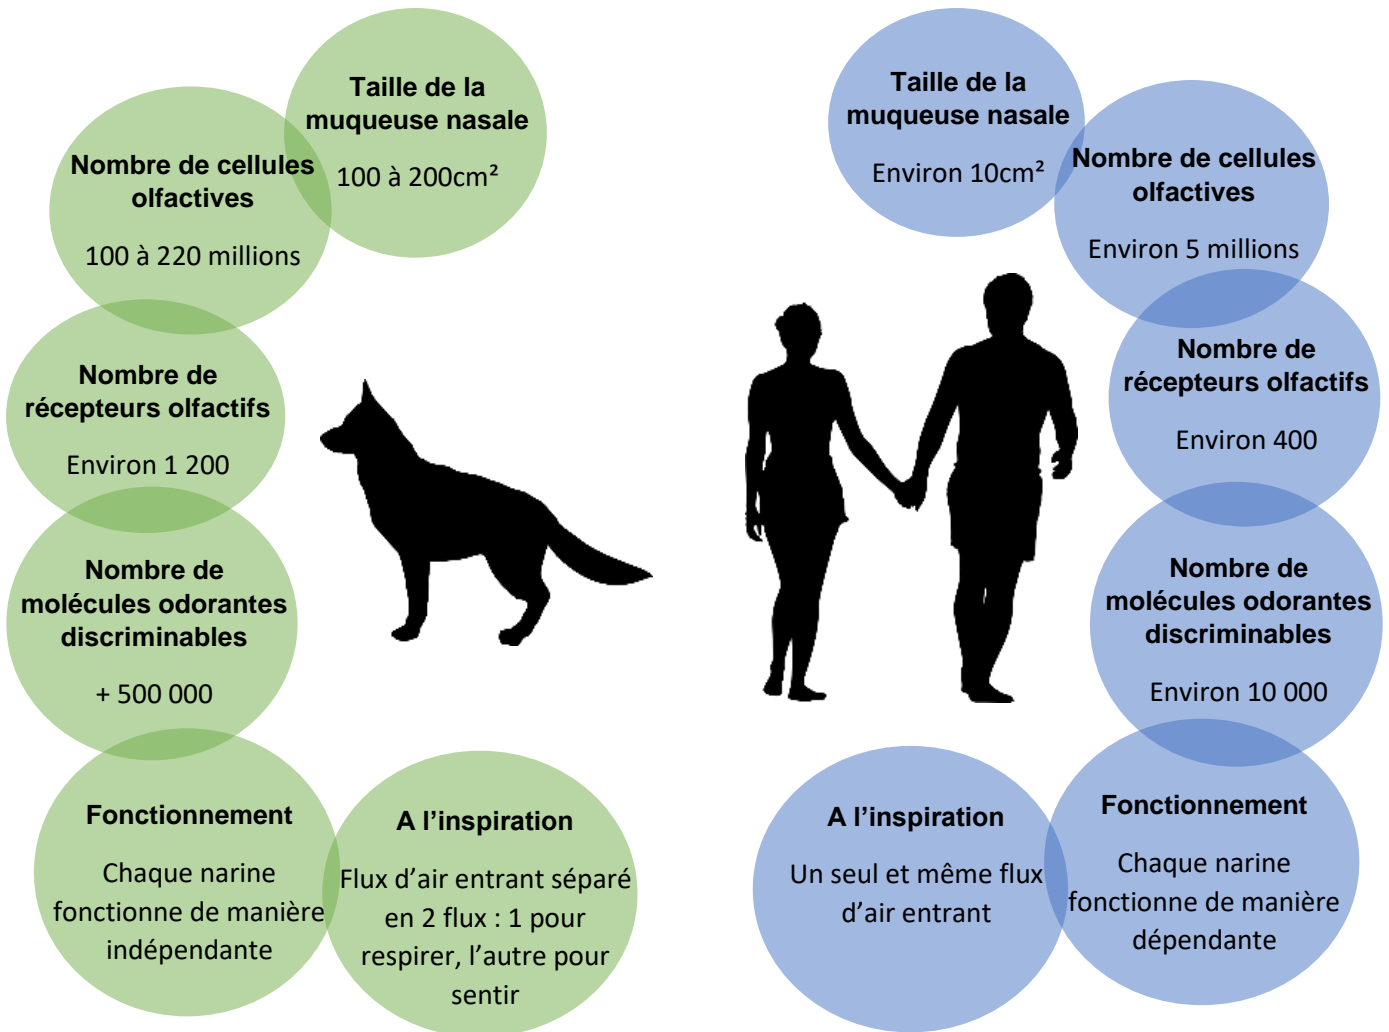 Taille de la
muqueuse nasale
100 à 200cm²
Nombre de cellules
olfactives
100 à 220 millions
Nombre de
récepteurs olfactifs
Environ 1 200
Nombre de
molécules odorantes
discriminables
+ 500 000
Fonctionnement
Chaque narine
fonctionne de manière
indépendante
A l’inspiration
Flux d’air entrant séparé
en 2 flux : 1 pour
respirer, l’autre pour
sentir
Taille de la
muqueuse nasale
Environ 10cm²
Nombre de cellules
olfactives
Environ 5 millions
Nombre de
récepteurs olfactifs
Environ 400
Nombre de
molécules odorantes
discriminables
Environ 10 000
Fonctionnement
Chaque narine
fonctionne de manière
dépendante
A l’inspiration
Un seul et même flux
d’air entrant